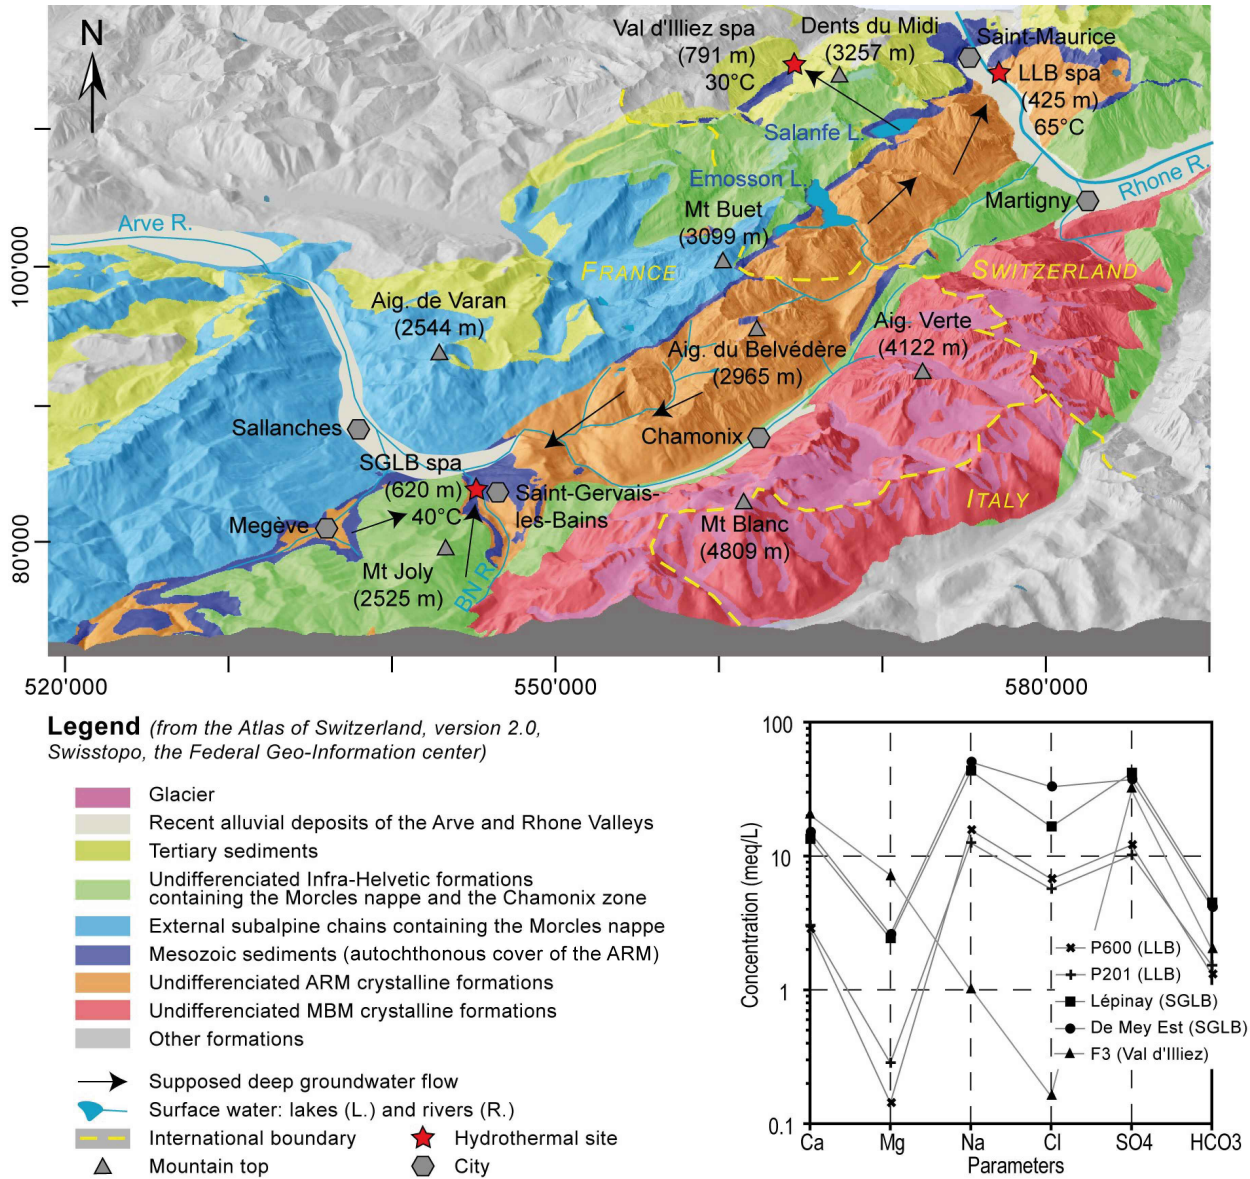 N
Val d'Illiez spa
(791 m)
30°C
Dents du Midi
(3257 m)
Saint-Maurice
LLB spa
(425 m)
65°C
Salanfe L.
Emosson L.
Mt Buet
(3099 m)
Martigny
Rhone R.
Arve R.
FRANCE
SWITZERLAND
Aig. de Varan
(2544 m)
Aig. Verte
(4122 m)
Aig. du Belvédère
(2965 m)
Sallanches
Chamonix
SGLB spa
(620 m)
40°C
Saint-Gervais-
les-Bains
Megève
Mt Blanc
(4809 m)
ITALY
Mt Joly
(2525 m)
BN R.
100'000
80'000
520'000
550'000
580'000
Legend (from the Atlas of Switzerland, version 2.0,
Swisstopo, the Federal Geo-Information center)
Glacier
Recent alluvial deposits of the Arve and Rhone Valleys
Tertiary sediments
Undifferenciated Infra-Helvetic formations
containing the Morcles nappe and the Chamonix zone
External subalpine chains containing the Morcles nappe
Mesozoic sediments (autochthonous cover of the ARM)
Undifferenciated ARM crystalline formations
Undifferenciated MBM crystalline formations
Other formations
Supposed deep groundwater flow
Surface water: lakes (L.) and rivers (R.)
International boundary
Hydrothermal site
Mountain top
City
100
10
1
0.1
Concentration (meq/L)
P600 (LLB)
P201 (LLB)
Lépinay (SGLB)
De Mey Est (SGLB)
F3 (Val d'Illiez)
Ca
Mg
Na
Cl
SO4
HCO3
Parameters